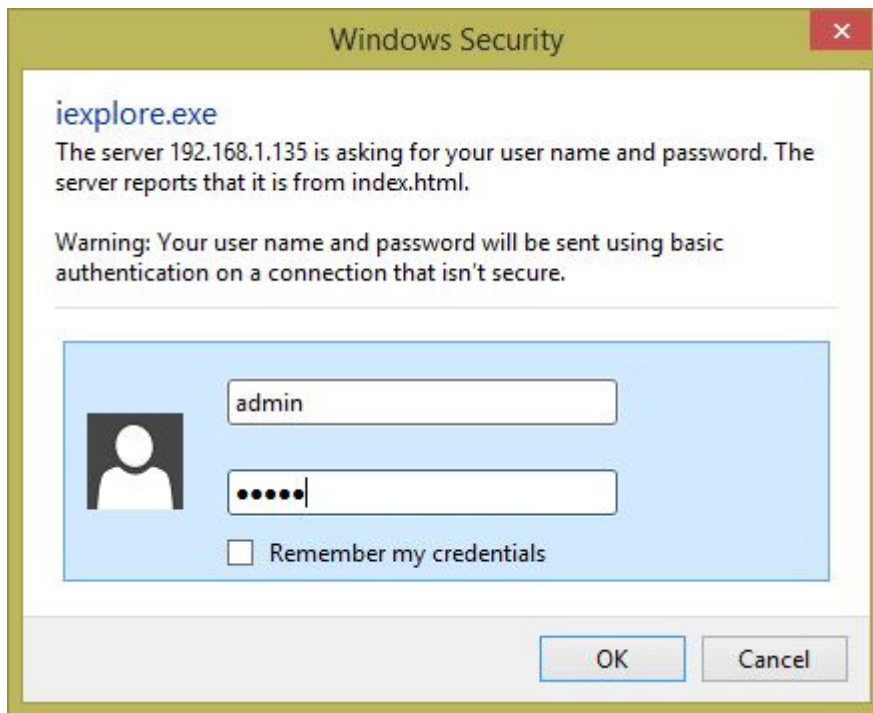 Windows Security
iexplore.exe
The server 192.168.1.135 is asking for your user name and password. The
server reports that it is from index.html.
Warning: Your user name and password will be sent using basic
authentication on a connection that isn't secure.
admin
●●●●●
Remember my credentials
OK
Cancel